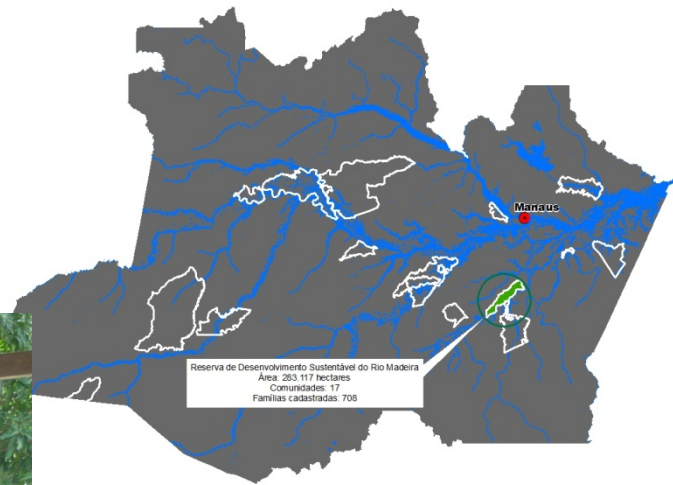 Manaus
Reserva de Desenvolvimento Sustentável do Rio Madeira
Área: 283.117 hectares
Comunidades: 17
Famílias cadastradas: 708